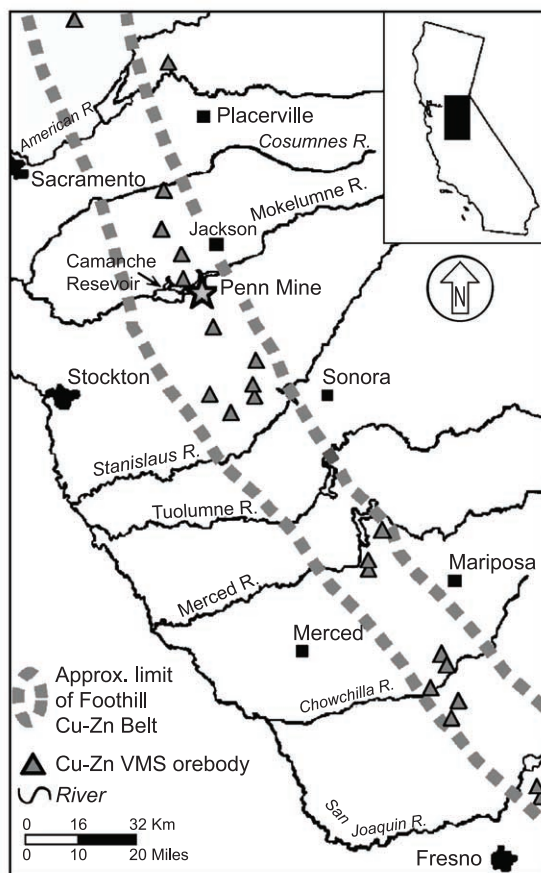 American R.
Placerville
Cosumnes R.
Sacramento
Mokelumne R.
Jackson
Camanche
Resevoir
Penn Mine
N
Stockton
Sonora
Stanislaus R.
Tuolumne R.
Mariposa
Merced R.
Merced
Approx. limit
of Foothill
Cu-Zn Belt
Chowchilla R.
Cu-Zn VMS orebody
River
San
Joaquin R.
0 16 32 Km
0 10 20 Miles
Fresno